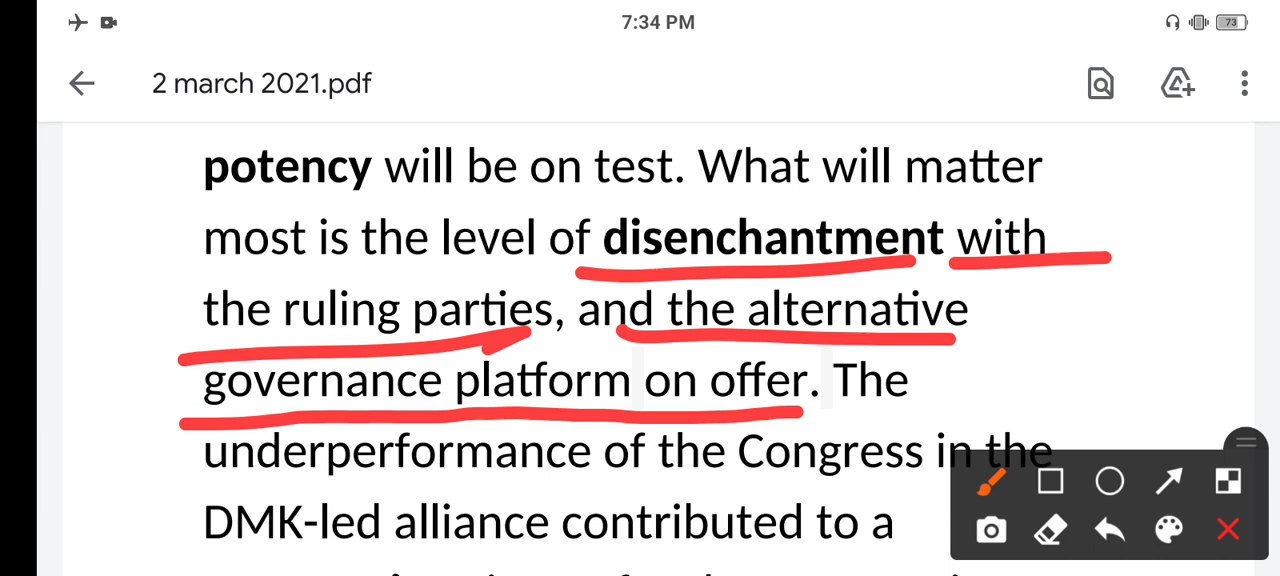 7:34 PM
73
2 march 2021.pdf
potency will be on test. What will matter
most is the level of disenchantment with
the ruling parties, and the alternative
governance platform on offer. The
underperformance of the Congress in the
DMK-led alliance contributed to a